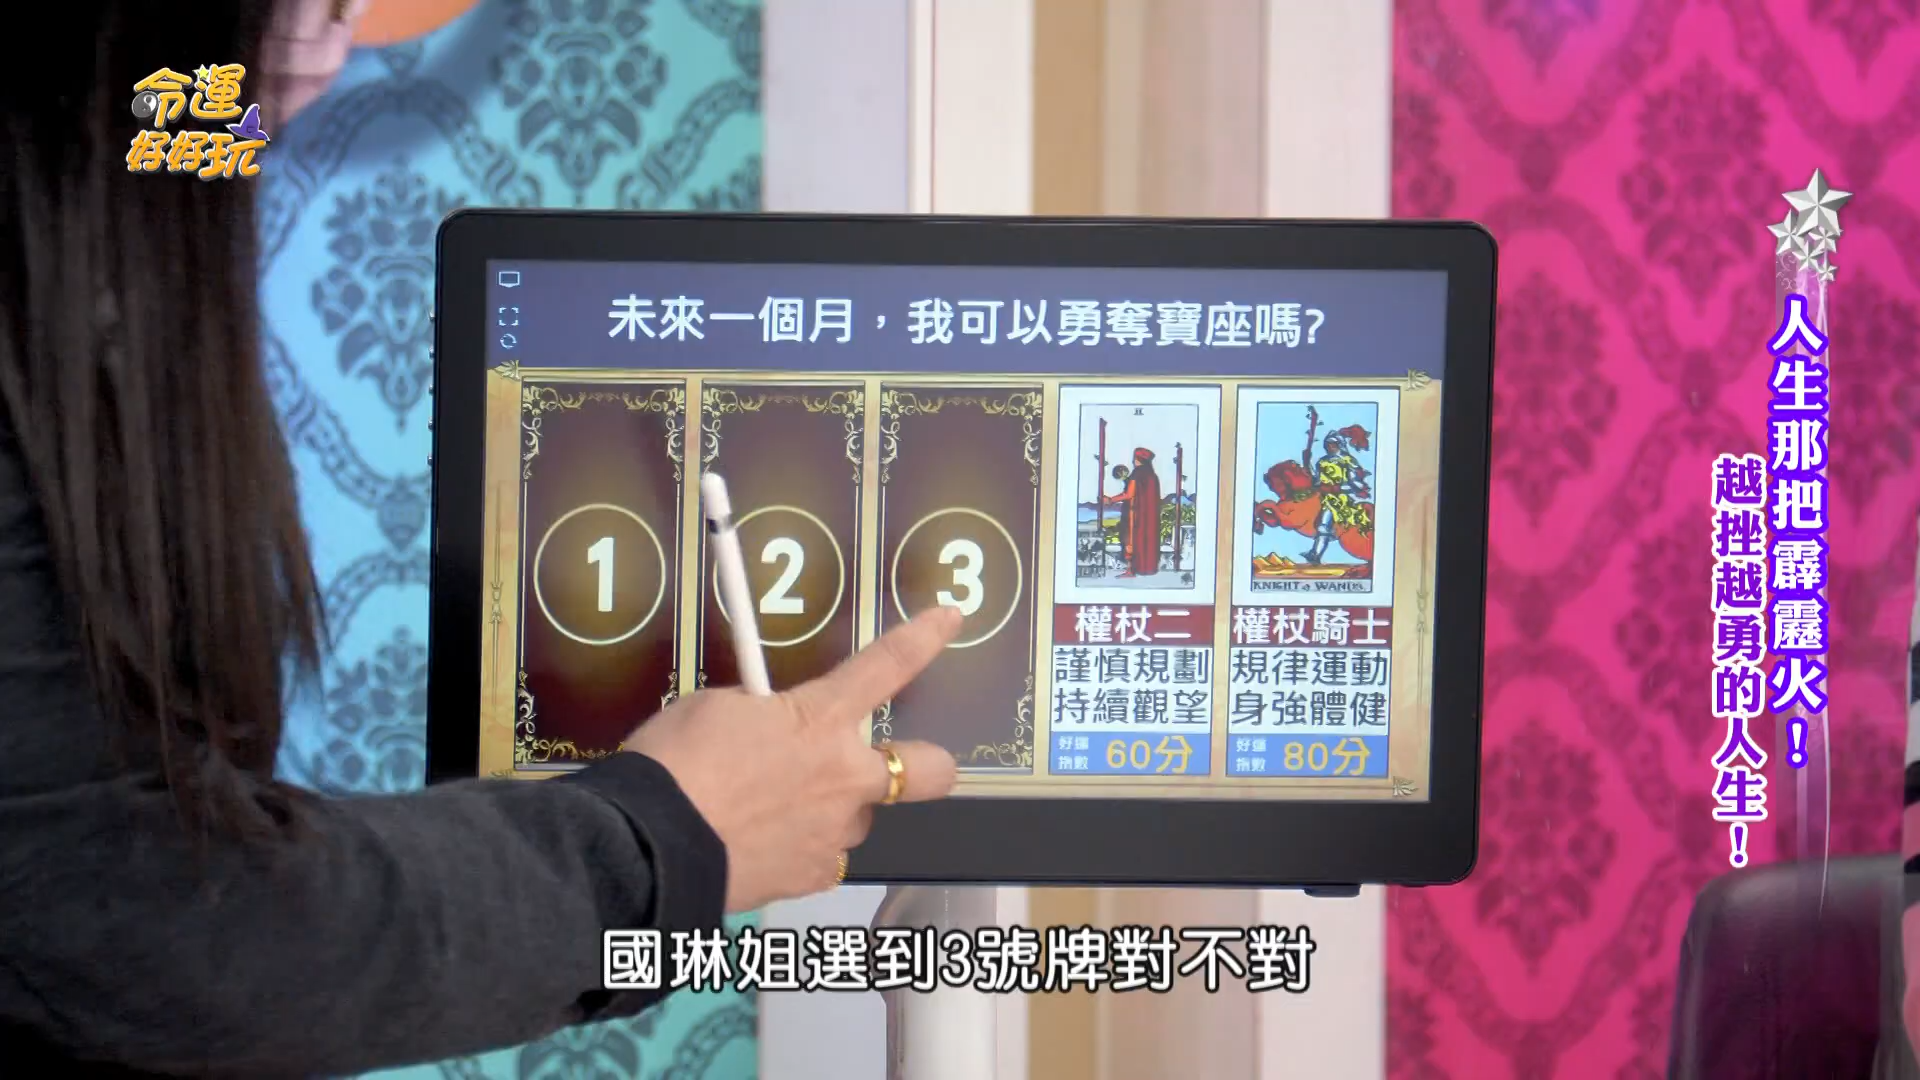 命運
好好玩
未來一個月，我可以勇奪寶座嗎?
1
2
3
II
KNIGHT of WANDS.
權杖二
謹慎規劃
持續觀望
好擂
指數
60分
權杖騎士
規律運動
身強體健
好擂
指數
80分
人生那把霹靂火！
越挫越勇的人生！
國琳姐選到3號牌對不對